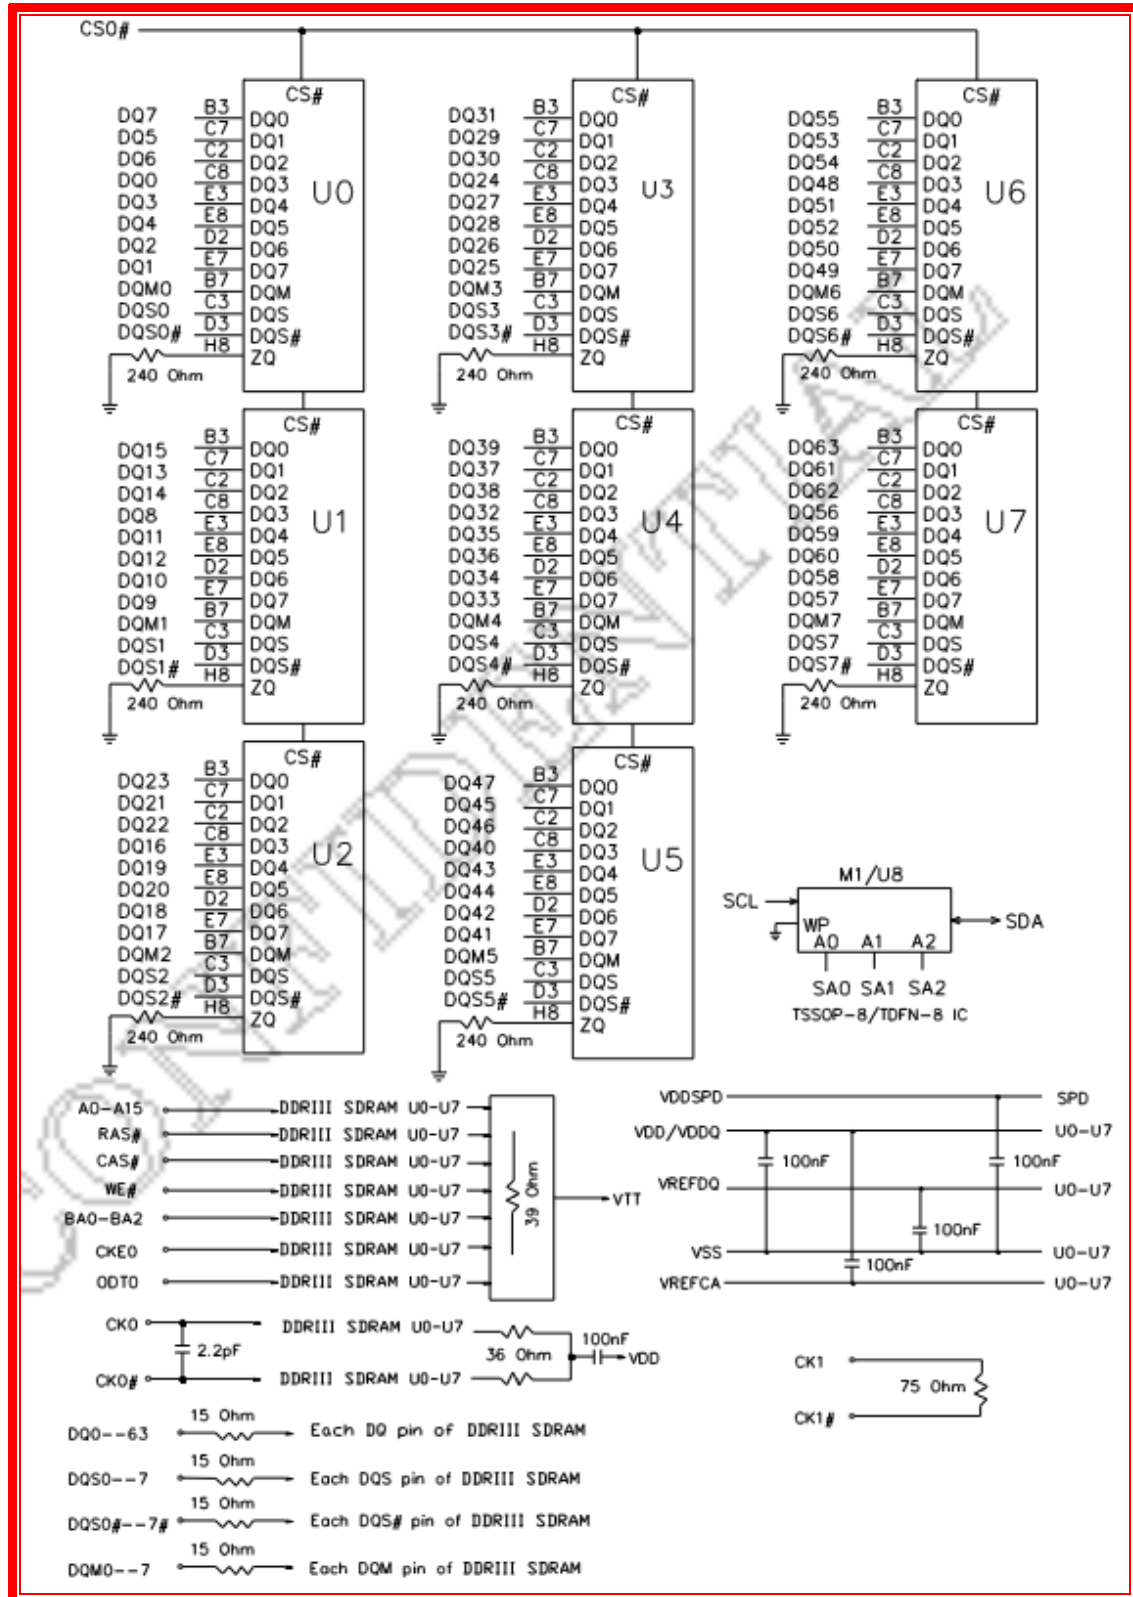 CS0#
CS#
DQ7 B3 DQ0
DQ5 C7 DQ1
DQ6 C2 DQ2
DQ0 C8 DQ3
DQ3 E3 DQ4
DQ4 E8 DQ5
DQ2 D2 DQ6
DQ1 E7 DQ7
DQM0 B7 DQM
DQS0 C3 DQS
DQS0# D3 DQS#
H8 ZQ
240 Ohm
U0
CS#
DQ31 B3 DQ0
DQ29 C7 DQ1
DQ30 C2 DQ2
DQ24 C8 DQ3
DQ27 E3 DQ4
DQ28 E8 DQ5
DQ26 D2 DQ6
DQ25 E7 DQ7
DQM3 B7 DQM
DQS3 C3 DQS
DQS3# D3 DQS#
H8 ZQ
240 Ohm
U3
CS#
DQ55 B3 DQ0
DQ53 C7 DQ1
DQ54 C2 DQ2
DQ48 C8 DQ3
DQ51 E3 DQ4
DQ52 E8 DQ5
DQ50 D2 DQ6
DQ49 E7 DQ7
DQM6 B7 DQM
DQS6 C3 DQS
DQS6# D3 DQS#
H8 ZQ
240 Ohm
U6
CS#
DQ15 B3 DQ0
DQ13 C7 DQ1
DQ14 C2 DQ2
DQ8 C8 DQ3
DQ11 E3 DQ4
DQ12 E8 DQ5
DQ10 D2 DQ6
DQ9 E7 DQ7
DQM1 B7 DQM
DQS1 C3 DQS
DQS1# D3 DQS#
H8 ZQ
240 Ohm
U1
CS#
DQ39 B3 DQ0
DQ37 C7 DQ1
DQ38 C2 DQ2
DQ32 C8 DQ3
DQ35 E3 DQ4
DQ36 E8 DQ5
DQ34 D2 DQ6
DQ33 E7 DQ7
DQM4 B7 DQM
DQS4 C3 DQS
DQS4# D3 DQS#
H8 ZQ
240 Ohm
U4
CS#
DQ63 B3 DQ0
DQ61 C7 DQ1
DQ62 C2 DQ2
DQ56 C8 DQ3
DQ59 E3 DQ4
DQ60 E8 DQ5
DQ58 D2 DQ6
DQ57 E7 DQ7
DQM7 B7 DQM
DQS7 C3 DQS
DQS7# D3 DQS#
H8 ZQ
240 Ohm
U7
CS#
DQ23 B3 DQ0
DQ21 C7 DQ1
DQ22 C2 DQ2
DQ16 C8 DQ3
DQ19 E3 DQ4
DQ20 E8 DQ5
DQ18 D2 DQ6
DQ17 E7 DQ7
DQM2 B7 DQM
DQS2 C3 DQS
DQS2# D3 DQS#
H8 ZQ
240 Ohm
U2
CS#
DQ47 B3 DQ0
DQ45 C7 DQ1
DQ46 C2 DQ2
DQ40 C8 DQ3
DQ43 E3 DQ4
DQ44 E8 DQ5
DQ42 D2 DQ6
DQ41 E7 DQ7
DQM5 B7 DQM
DQS5 C3 DQS
DQS5# D3 DQS#
H8 ZQ
240 Ohm
U5
M1/U8
SCL
WP
SDA
A0 A1 A2
SA0 SA1 SA2
TSSOP-8/TDFN-8 IC
A0-A15 DDRIII SDRAM U0-U7
RAS# DDRIII SDRAM U0-U7
CAS# DDRIII SDRAM U0-U7
WE# DDRIII SDRAM U0-U7
BA0-BA2 DDRIII SDRAM U0-U7
CKE0 DDRIII SDRAM U0-U7
ODT0 DDRIII SDRAM U0-U7
39 Ohm
VTT
VDDSPD SPD
VDD/VDDQ U0-U7
100nF 100nF
VREFDQ U0-U7
100nF
VSS U0-U7
100nF
VREFCA U0-U7
CK0 DDRIII SDRAM U0-U7
2.2pF
36 Ohm
100nF
VDD
CK0# DDRIII SDRAM U0-U7
CK1
75 Ohm
CK1#
15 Ohm
DQ0--63 Each DQ pin of DDRIII SDRAM
15 Ohm
DQS0--7 Each DQS pin of DDRIII SDRAM
15 Ohm
DQS0#--7# Each DQS# pin of DDRIII SDRAM
15 Ohm
DQM0--7 Each DQM pin of DDRIII SDRAM
CONFIDENTIAL